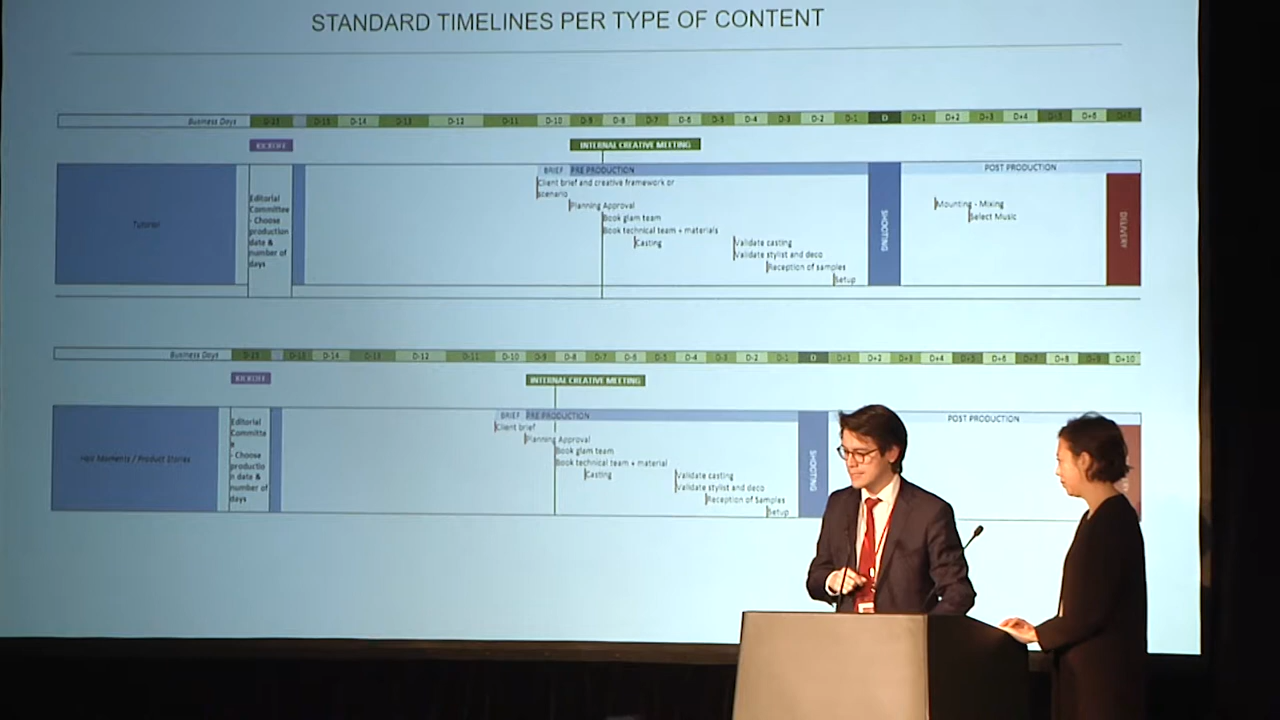 STANDARD TIMELINES PER TYPE OF CONTENT
Business Days D-15 D-14 D-13 D-12 D-11 D-10 D-9 D-8 D-7 D-6 D-5 D-4 D-3 D-2 D-1 D D+1 D+2 D+3 D+4 D+5 D+6 D+7
KICKOFF
INTERNAL CREATIVE MEETING
BRIEF PRE PRODUCTION
POST PRODUCTION
Tutorial
Editorial
Committee
- Choose
production
date &
number of
days
Client brief and creative framework or
scenario
Planning Approval
Book glam team
Book technical team + materials
Casting
Validate casting
Validate stylist and deco
Reception of samples
Setup
SHOOTING
Mounting - Mixing
Select Music
DELIVERY
Business Days D-15 D-14 D-13 D-12 D-11 D-10 D-9 D-8 D-7 D-6 D-5 D-4 D-3 D-2 D-1 D D+1 D+2 D+3 D+4 D+5 D+6 D+7 D+8 D+9 D+10
KICKOFF
INTERNAL CREATIVE MEETING
BRIEF PRE PRODUCTION
POST PRODUCTION
Hair Moments / Product Stories
Editorial
Committe
e
- Choose
productio
n date &
number of
days
Client brief
Planning Approval
Book glam team
Book technical team + material
Casting
Validate casting
Validate stylist and deco
Reception of Samples
Setup
SHOOTING